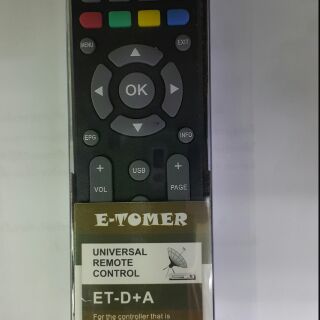 MENU
EXIT
OK
EPG
INFO
USB
+
+
VOL
PAGE
E-TOMER
UNIVERSAL
REMOTE
CONTROL
ET-D+A
For the controller that is